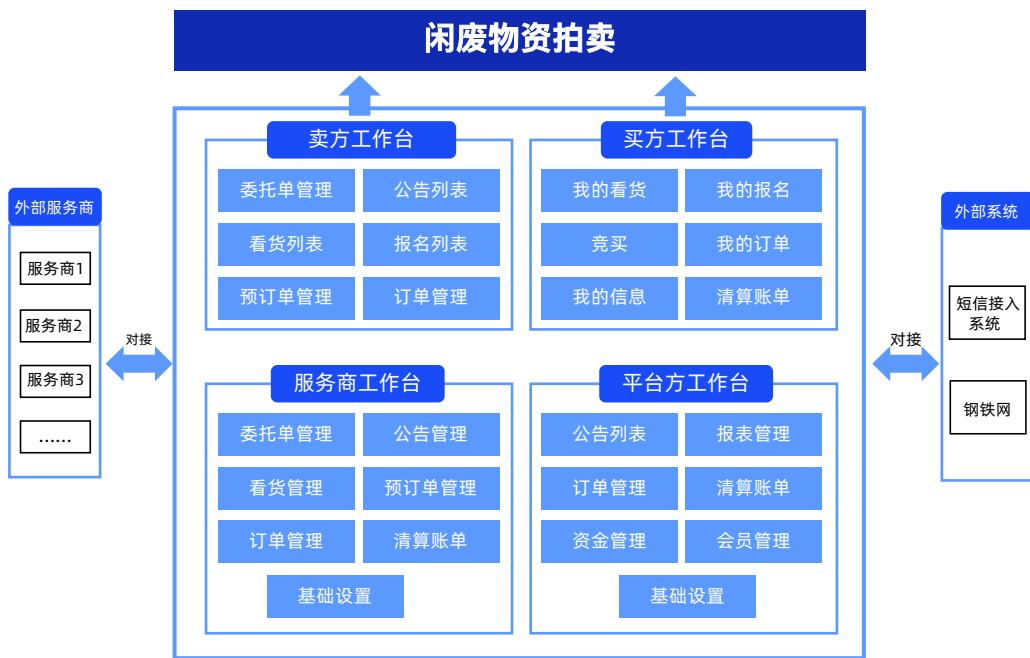 闲废物资拍卖
卖方工作台
委托单管理
公告列表
看货列表
报名列表
预订单管理
订单管理
买方工作台
我的看货
我的报名
竞买
我的订单
我的信息
清算账单
外部服务商
服务商1
服务商2
服务商3
......
对接
服务商工作台
委托单管理
公告管理
看货管理
预订单管理
订单管理
清算账单
基础设置
平台方工作台
公告列表
报表管理
订单管理
清算账单
资金管理
会员管理
基础设置
对接
外部系统
短信接入
系统
钢铁网